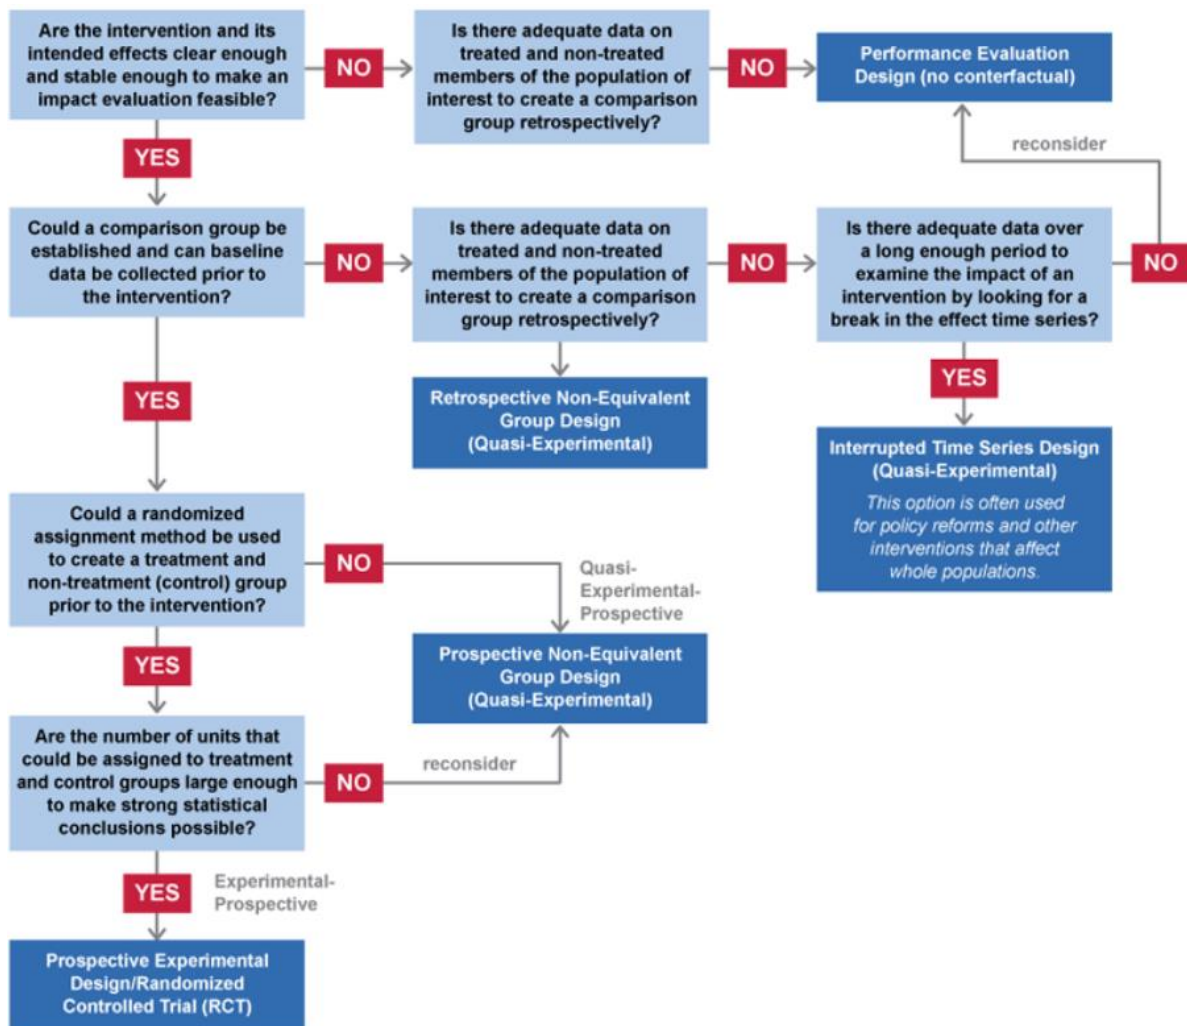 Are the intervention and its
intended effects clear enough
and stable enough to make an
impact evaluation feasible?
NO
Is there adequate data on
treated and non-treated
members of the population of
interest to create a comparison
group retrospectively?
NO
Performance Evaluation
Design (no conterfactual)
reconsider
YES
Could a comparison group be
established and can baseline
data be collected prior to
the intervention?
NO
Is there adequate data on
treated and non-treated
members of the population of
interest to create a comparison
group retrospectively?
NO
Is there adequate data over
a long enough period to
examine the impact of an
intervention by looking for a
break in the effect time series?
NO
YES
Retrospective Non-Equivalent
Group Design
(Quasi-Experimental)
YES
Interrupted Time Series Design
(Quasi-Experimental)
This option is often used
for policy reforms and other
interventions that affect
whole populations.
Could a randomized
assignment method be used
to create a treatment and
non-treatment (control) group
prior to the intervention?
NO
Quasi-
Experimental-
Prospective
Prospective Non-Equivalent
Group Design
(Quasi-Experimental)
YES
Are the number of units that
could be assigned to treatment
and control groups large enough
to make strong statistical
conclusions possible?
NO
reconsider
YES
Experimental-
Prospective
Prospective Experimental
Design/Randomized
Controlled Trial (RCT)